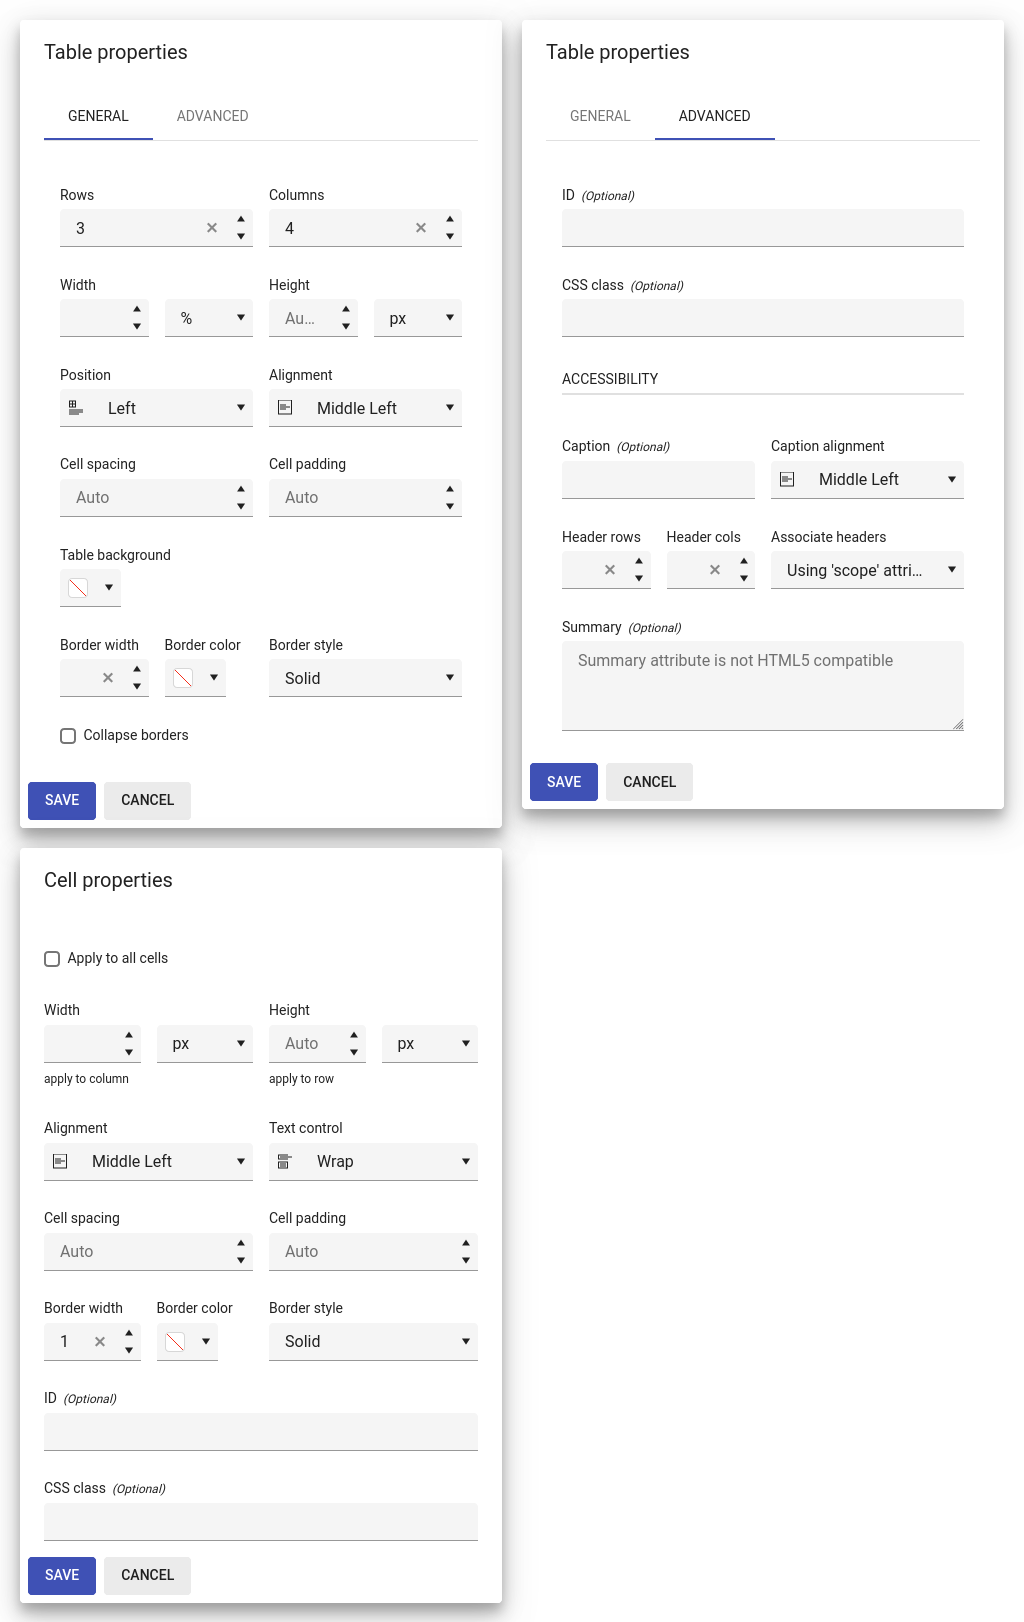 Table properties
GENERAL ADVANCED
Rows Columns
3 4
Width Height
% Au... px
Position Alignment
Left Middle Left
Cell spacing Cell padding
Auto Auto
Table background
Border width Border color Border style
Solid
Collapse borders
SAVE CANCEL
Table properties
GENERAL ADVANCED
ID (Optional)
CSS class (Optional)
ACCESSIBILITY
Caption (Optional) Caption alignment
Middle Left
Header rows Header cols Associate headers
Using 'scope' attri...
Summary (Optional)
Summary attribute is not HTML5 compatible
SAVE CANCEL
Cell properties
Apply to all cells
Width Height
px Auto px
apply to column apply to row
Alignment Text control
Middle Left Wrap
Cell spacing Cell padding
Auto Auto
Border width Border color Border style
1 Solid
ID (Optional)
CSS class (Optional)
SAVE CANCEL